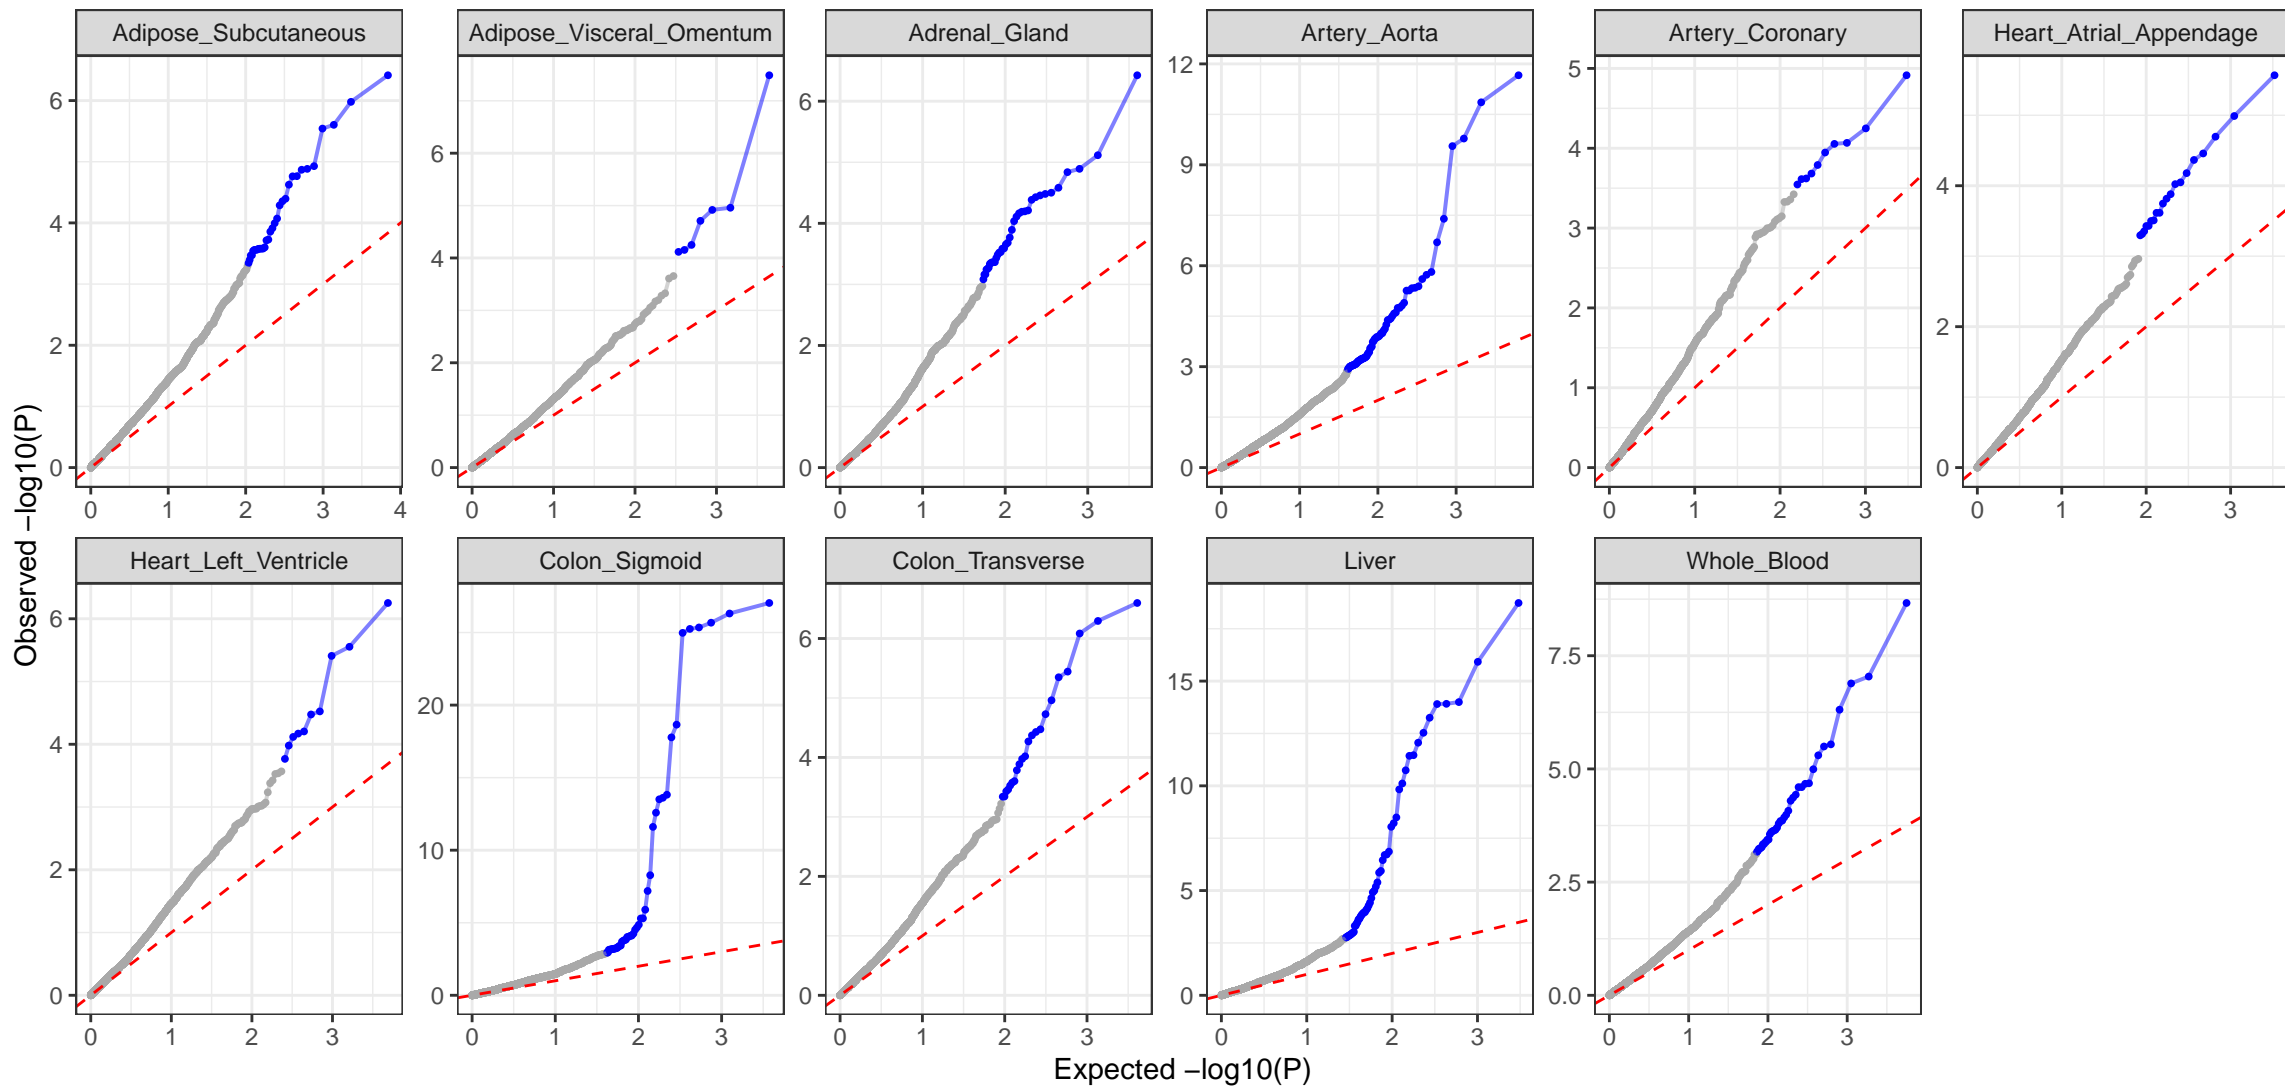 Adipose_Subcutaneous Adipose_Visceral_Omentum Adrenal_Gland Artery_Aorta Artery_Coronary Heart_Atrial_Appendage
6 4 2 0
0 1 2 3 4
6 4 2 0
0 1 2 3
6 4 2 0
0 1 2 3
12 9 6 3 0
0 1 2 3
5 4 3 2 1 0
0 1 2 3
4 2 0
0 1 2 3
Observed −log10(P)
Heart_Left_Ventricle Colon_Sigmoid Colon_Transverse Liver Whole_Blood
6 4 2 0
0 1 2 3
20 10 0
0 1 2 3
6 4 2 0
0 1 2 3
15 10 5 0
0 1 2 3
7.5 5.0 2.5 0.0
0 1 2 3
Expected −log10(P)